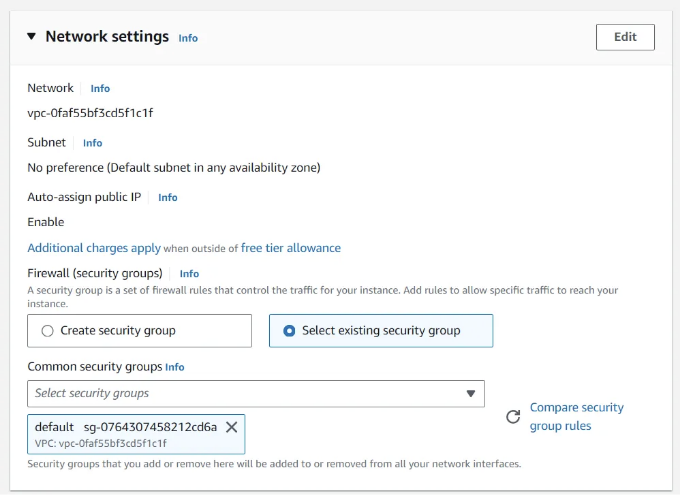 Network settings Info
Edit
Network Info
vpc-0faf55bf3cd5f1c1f
Subnet Info
No preference (Default subnet in any availability zone)
Auto-assign public IP Info
Enable
Additional charges apply when outside of free tier allowance
Firewall (security groups) Info
A security group is a set of firewall rules that control the traffic for your instance. Add rules to allow specific traffic to reach your
instance.
Create security group
Select existing security group
Common security groups Info
Select security groups
Compare security
group rules
default sg-0764307458212cd6a
VPC: vpc-0faf55bf3cd5f1c1f
Security groups that you add or remove here will be added to or removed from all your network interfaces.